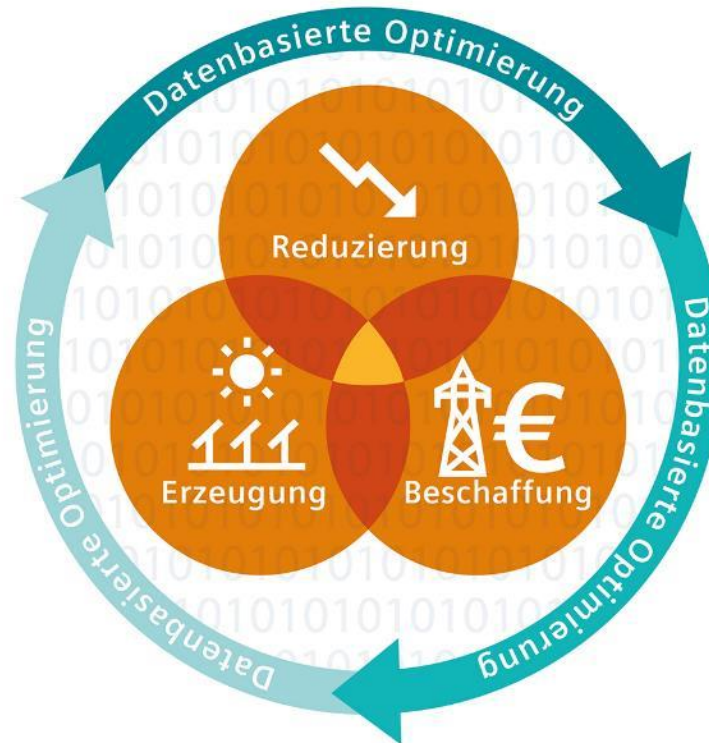 Datenbasierte Optimierung
Reduzierung
Erzeugung
€
Beschaffung
Datenbasierte Optimierung
Datenbasierte Optimierung